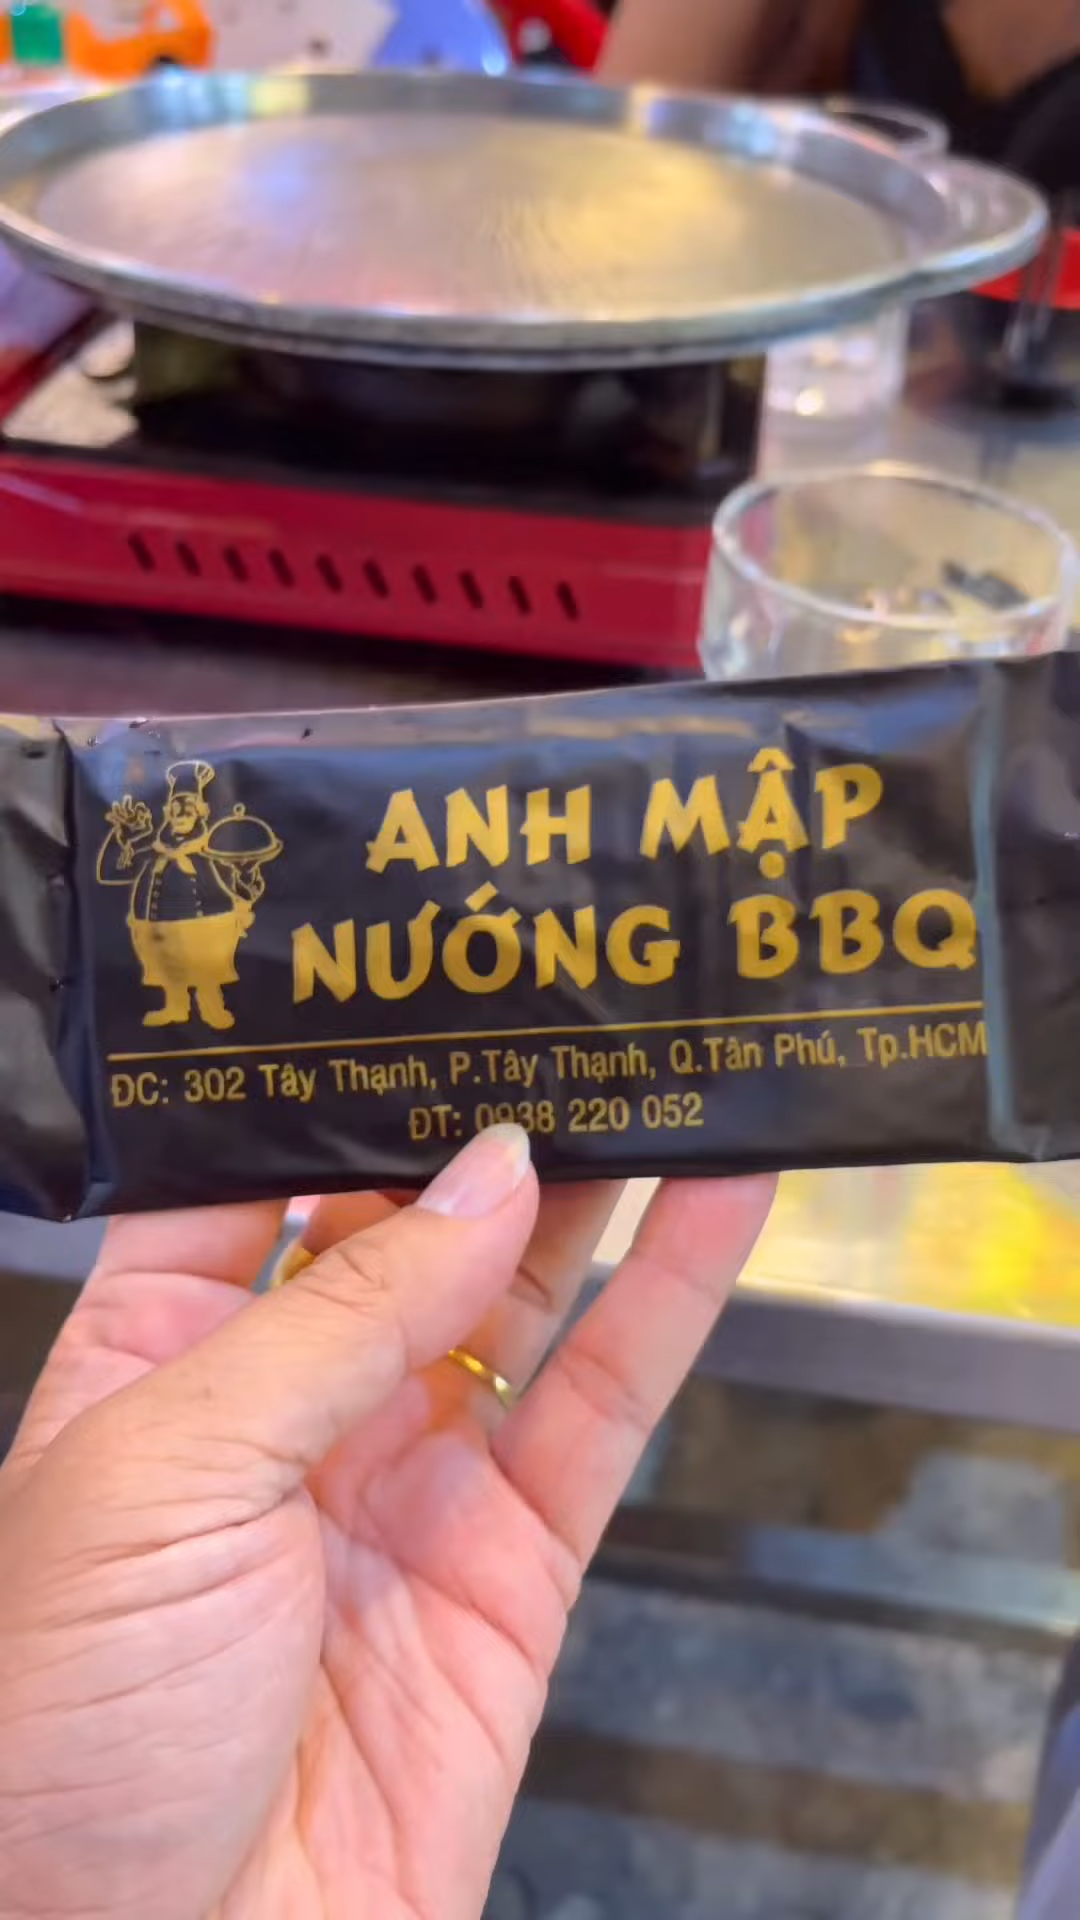 ANH MẬP
NƯỚNG BBQ
ĐC: 302 Tây Thạnh, P.Tây Thạnh, Q.Tân Phú, Tp.HCM
ĐT: 0938 220 052